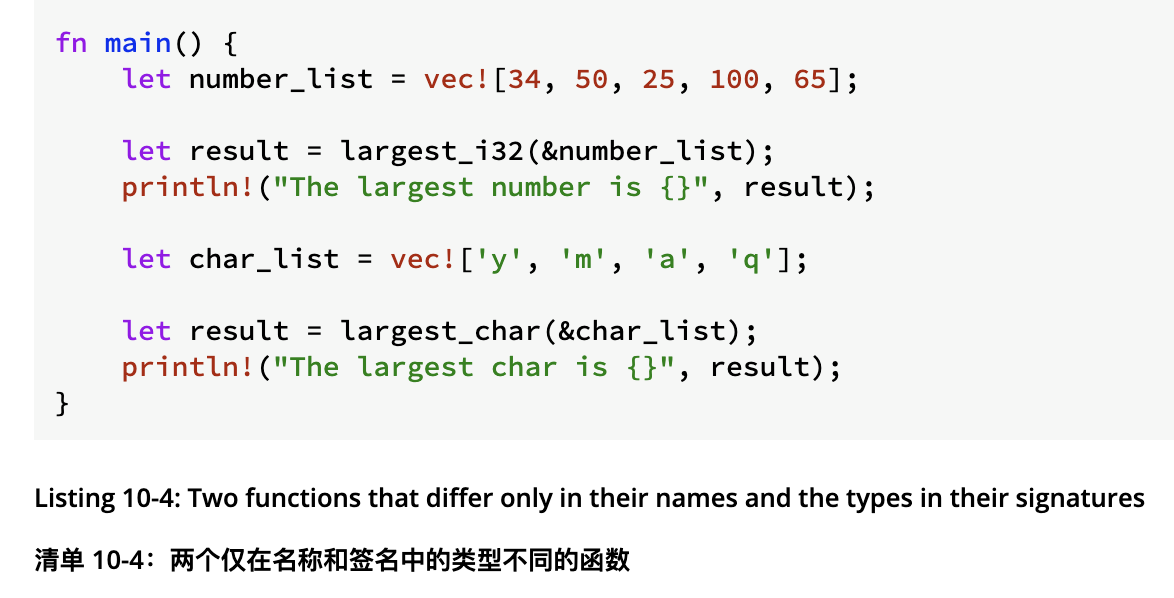 fn main() {
    let number_list = vec![34, 50, 25, 100, 65];
    let result = largest_i32(&number_list);
    println!("The largest number is {}", result);
    let char_list = vec!['y', 'm', 'a', 'q'];
    let result = largest_char(&char_list);
    println!("The largest char is {}", result);
}
Listing 10-4: Two functions that differ only in their names and the types in their signatures
清单 10-4：两个仅在名称和签名中的类型不同的函数